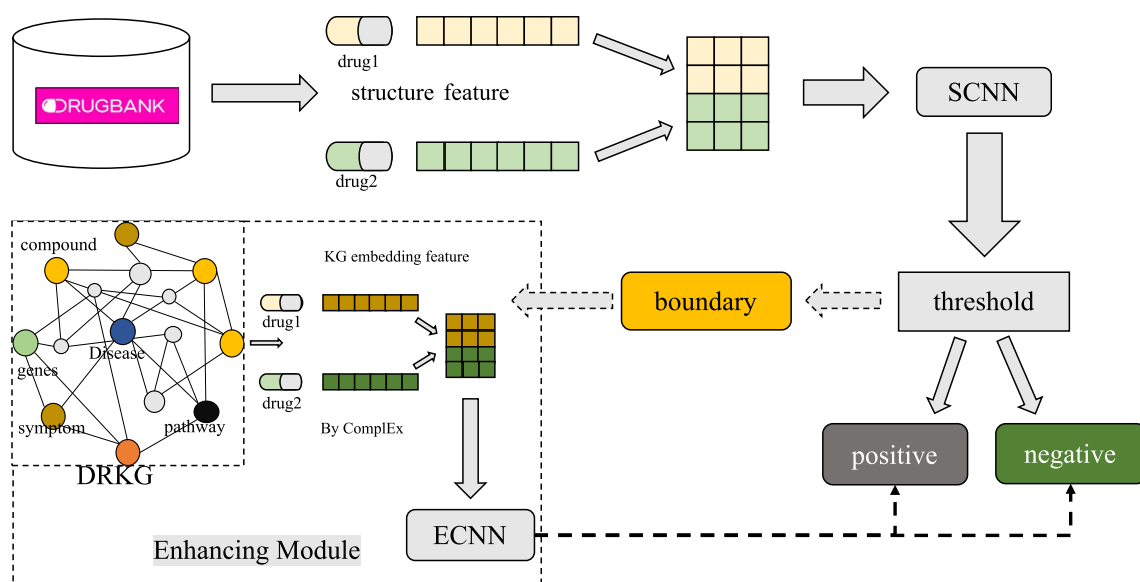 DRUGBANK
drug1
structure feature
drug2
SCNN
threshold
boundary
positive
negative
compound
genes
Disease
symptom
pathway
DRKG
KG embedding feature
drug1
drug2
By ComplEx
ECNN
Enhancing Module